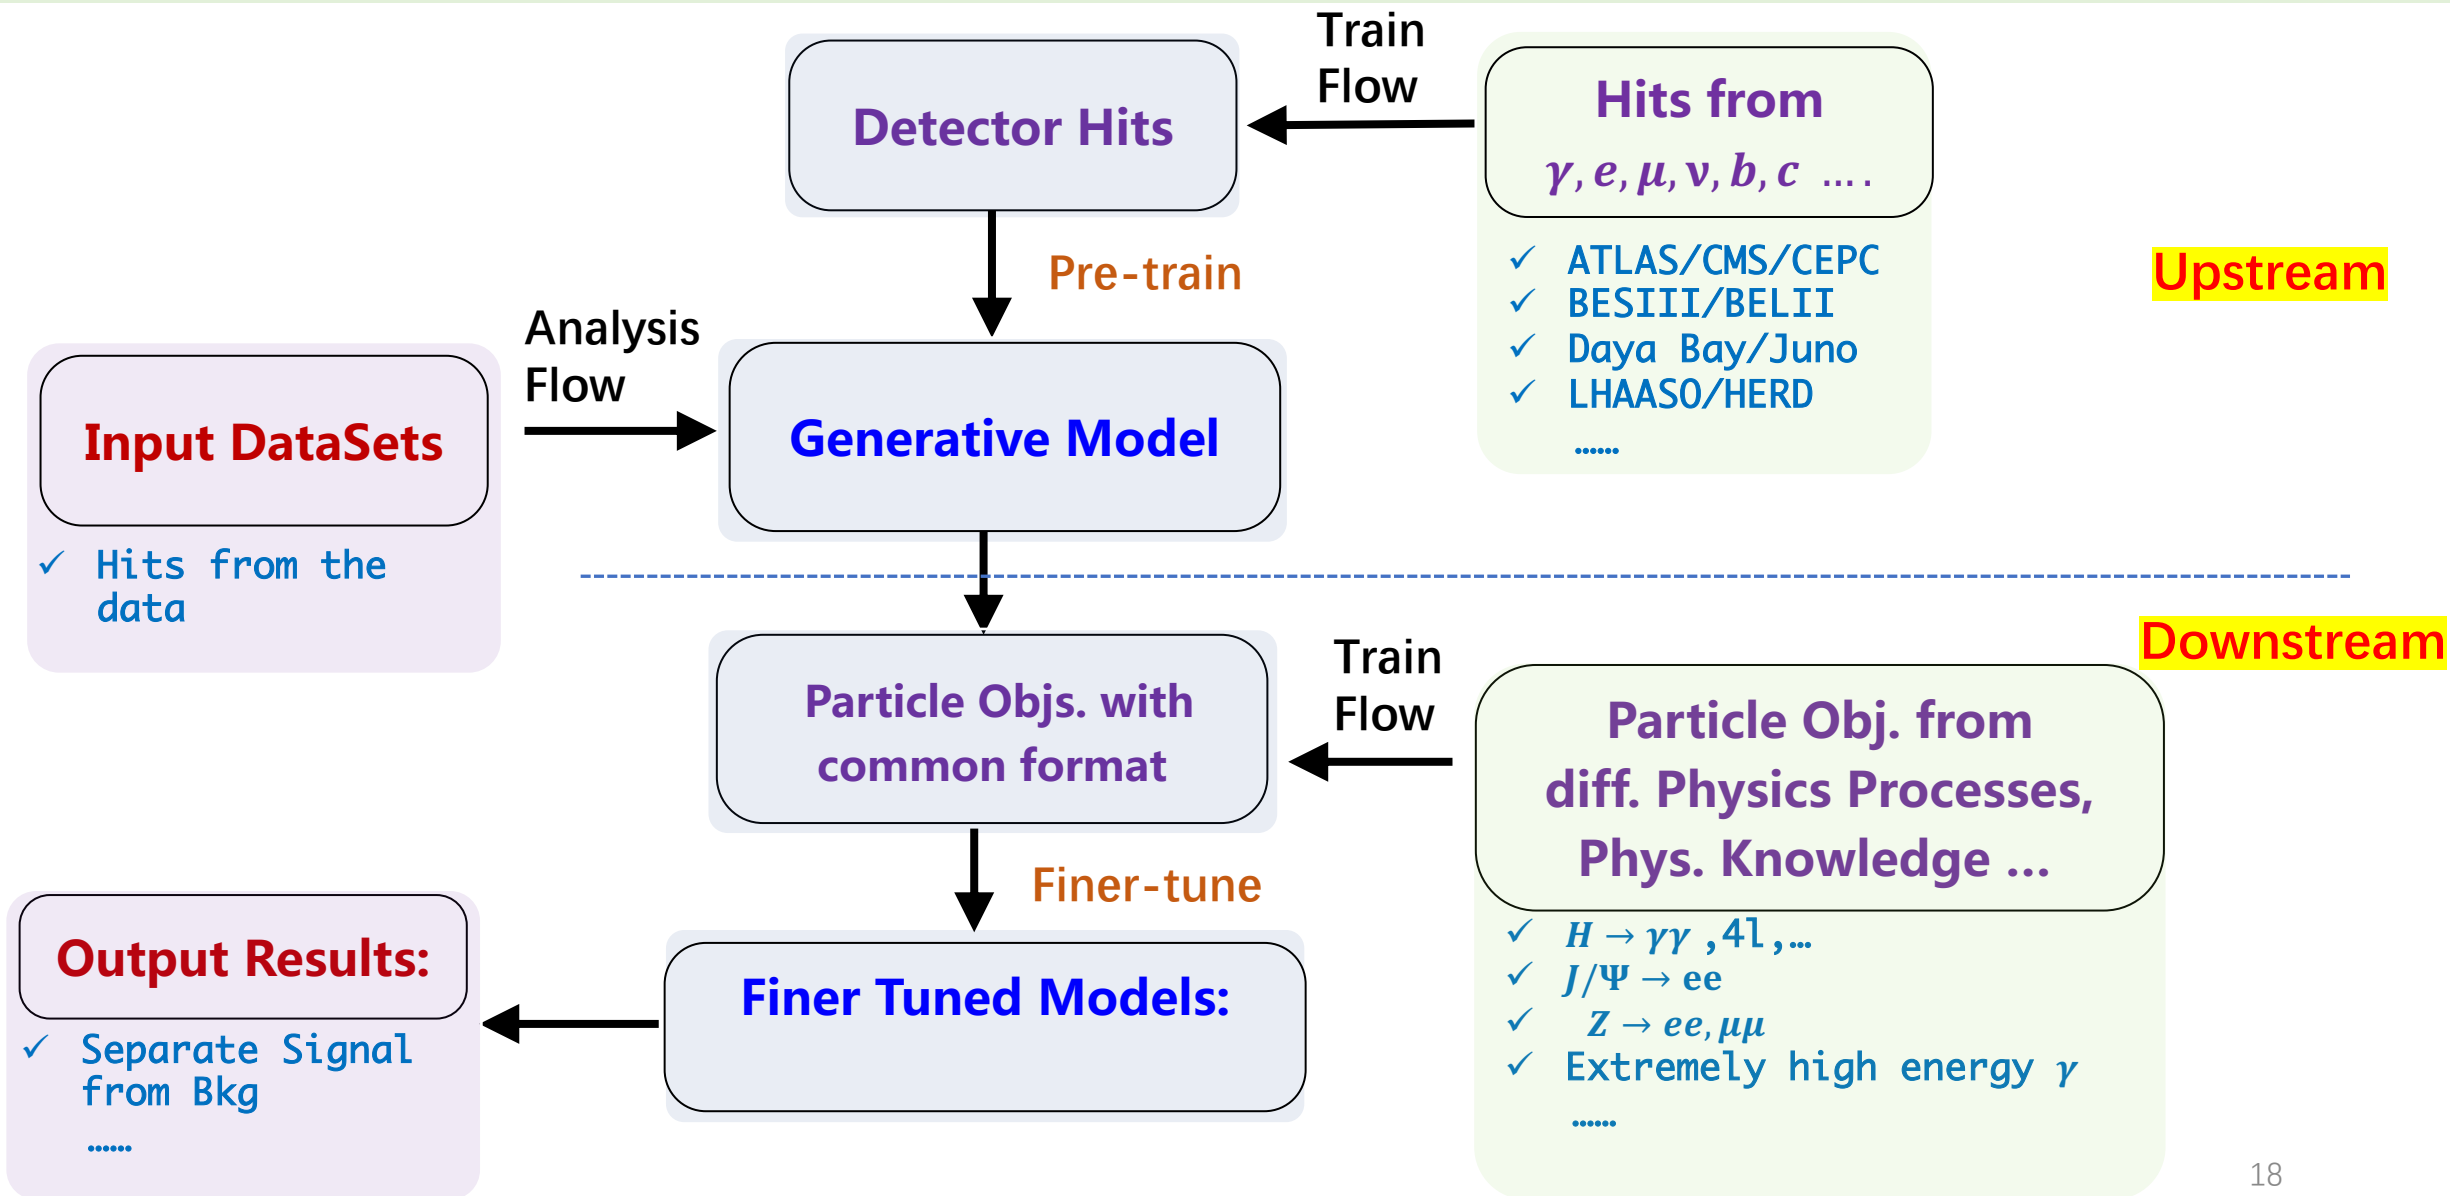 Train
Flow
Detector Hits
Hits from
γ, e, μ, ν, b, c ….
✓ ATLAS/CMS/CEPC
✓ BESIII/BELII
✓ Daya Bay/Juno
✓ LHAASO/HERD
……
Upstream
Pre-train
Analysis
Flow
Input DataSets
✓ Hits from the
data
Generative Model
Downstream
Particle Objs. with
common format
Train
Flow
Particle Obj. from
diff. Physics Processes,
Phys. Knowledge …
✓ H → γγ ,4l,…
✓ J/Ψ → ee
✓ Z → ee, μμ
✓ Extremely high energy γ
……
Finer-tune
Finer Tuned Models:
Output Results:
✓ Separate Signal
from Bkg
……
18